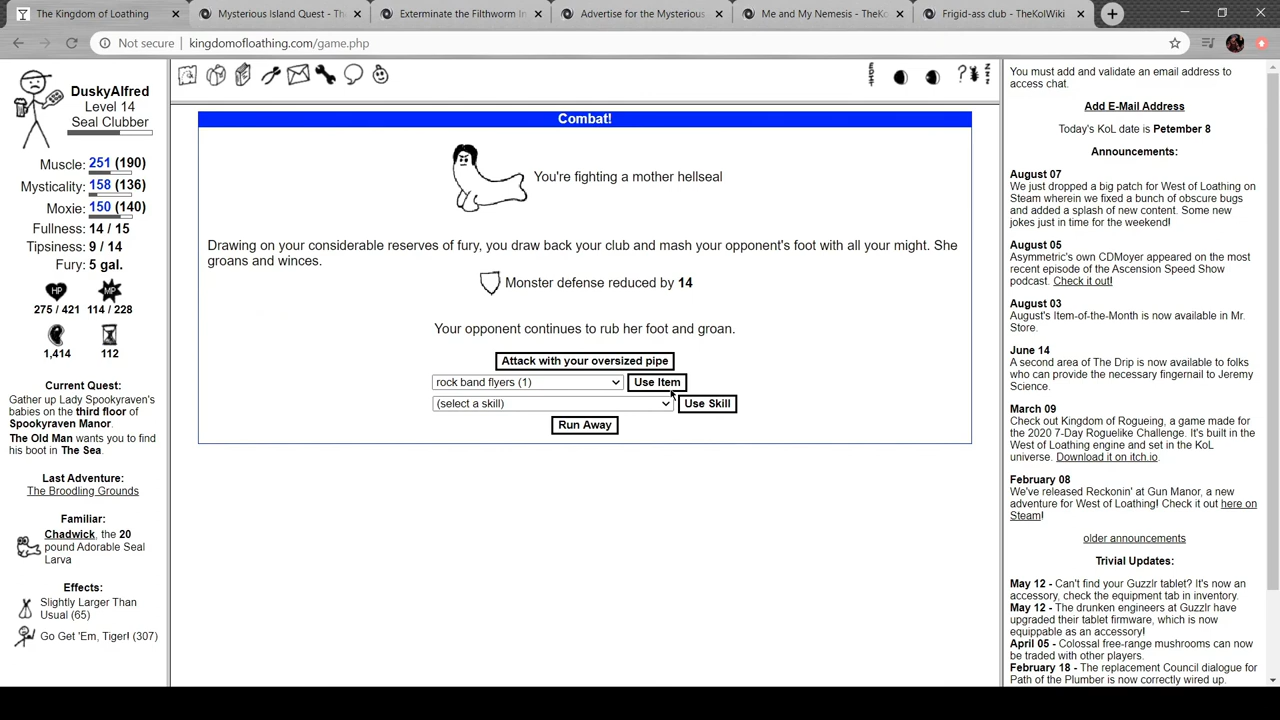 The Kingdom of Loathing
Mysterious Island Quest - The
Exterminate the Filthworm In
Advertise for the Mysterious
Me and My Nemesis - TheKo
Frigid-ass club - TheKolWiki
Not secure | kingdomofloathing.com/game.php
DuskyAlfred
Level 14
Seal Clubber
Muscle: 251 (190)
Mysticality: 158 (136)
Moxie: 150 (140)
Fullness: 14 / 15
Tipsiness: 9 / 14
Fury: 5 gal.
HP
MP
275 / 421 114 / 228
1,414 112
Current Quest:
Gather up Lady Spookyraven's
babies on the third floor of
Spookyraven Manor.
The Old Man wants you to find
his boot in The Sea.
Last Adventure:
The Broodling Grounds
Familiar:
Chadwick, the 20
pound Adorable Seal
Larva
Effects:
Slightly Larger Than
Usual (65)
Go Get 'Em, Tiger! (307)
Combat!
You're fighting a mother hellseal
Drawing on your considerable reserves of fury, you draw back your club and mash your opponent's foot with all your might. She
groans and winces.
Monster defense reduced by 14
Your opponent continues to rub her foot and groan.
Attack with your oversized pipe
rock band flyers (1) Use Item
(select a skill) Use Skill
Run Away
You must add and validate an email address to
access chat.
Add E-Mail Address
Today's KoL date is Petember 8
Announcements:
August 07
We just dropped a big patch for West of Loathing on
Steam wherein we fixed a bunch of obscure bugs
and added a splash of new content. Some new
jokes just in time for the weekend!
August 05
Asymmetric's own CDMoyer appeared on the most
recent episode of the Ascension Speed Show
podcast. Check it out!
August 03
August's Item-of-the-Month is now available in Mr.
Store.
June 14
A second area of The Drip is now available to folks
who can provide the necessary fingernail to Jeremy
Science.
March 09
Check out Kingdom of Rogueing, a game made for
the 2020 7-Day Roguelike Challenge. It's built in the
West of Loathing engine and set in the KoL
universe. Download it on itch io.
February 08
We've released Reckonin' at Gun Manor, a new
adventure for West of Loathing! Check it out here on
Steam!
older announcements
Trivial Updates:
May 12 - Can't find your Guzzlr tablet? It's now an
accessory, check the equipment tab in inventory.
May 12 - The drunken engineers at Guzzlr have
upgraded their tablet firmware, which is now
equippable as an accessory!
April 05 - Colossal free-range mushrooms can now
be traded with other players.
February 18 - The replacement Council dialogue for
Path of the Plumber is now correctly wired up.